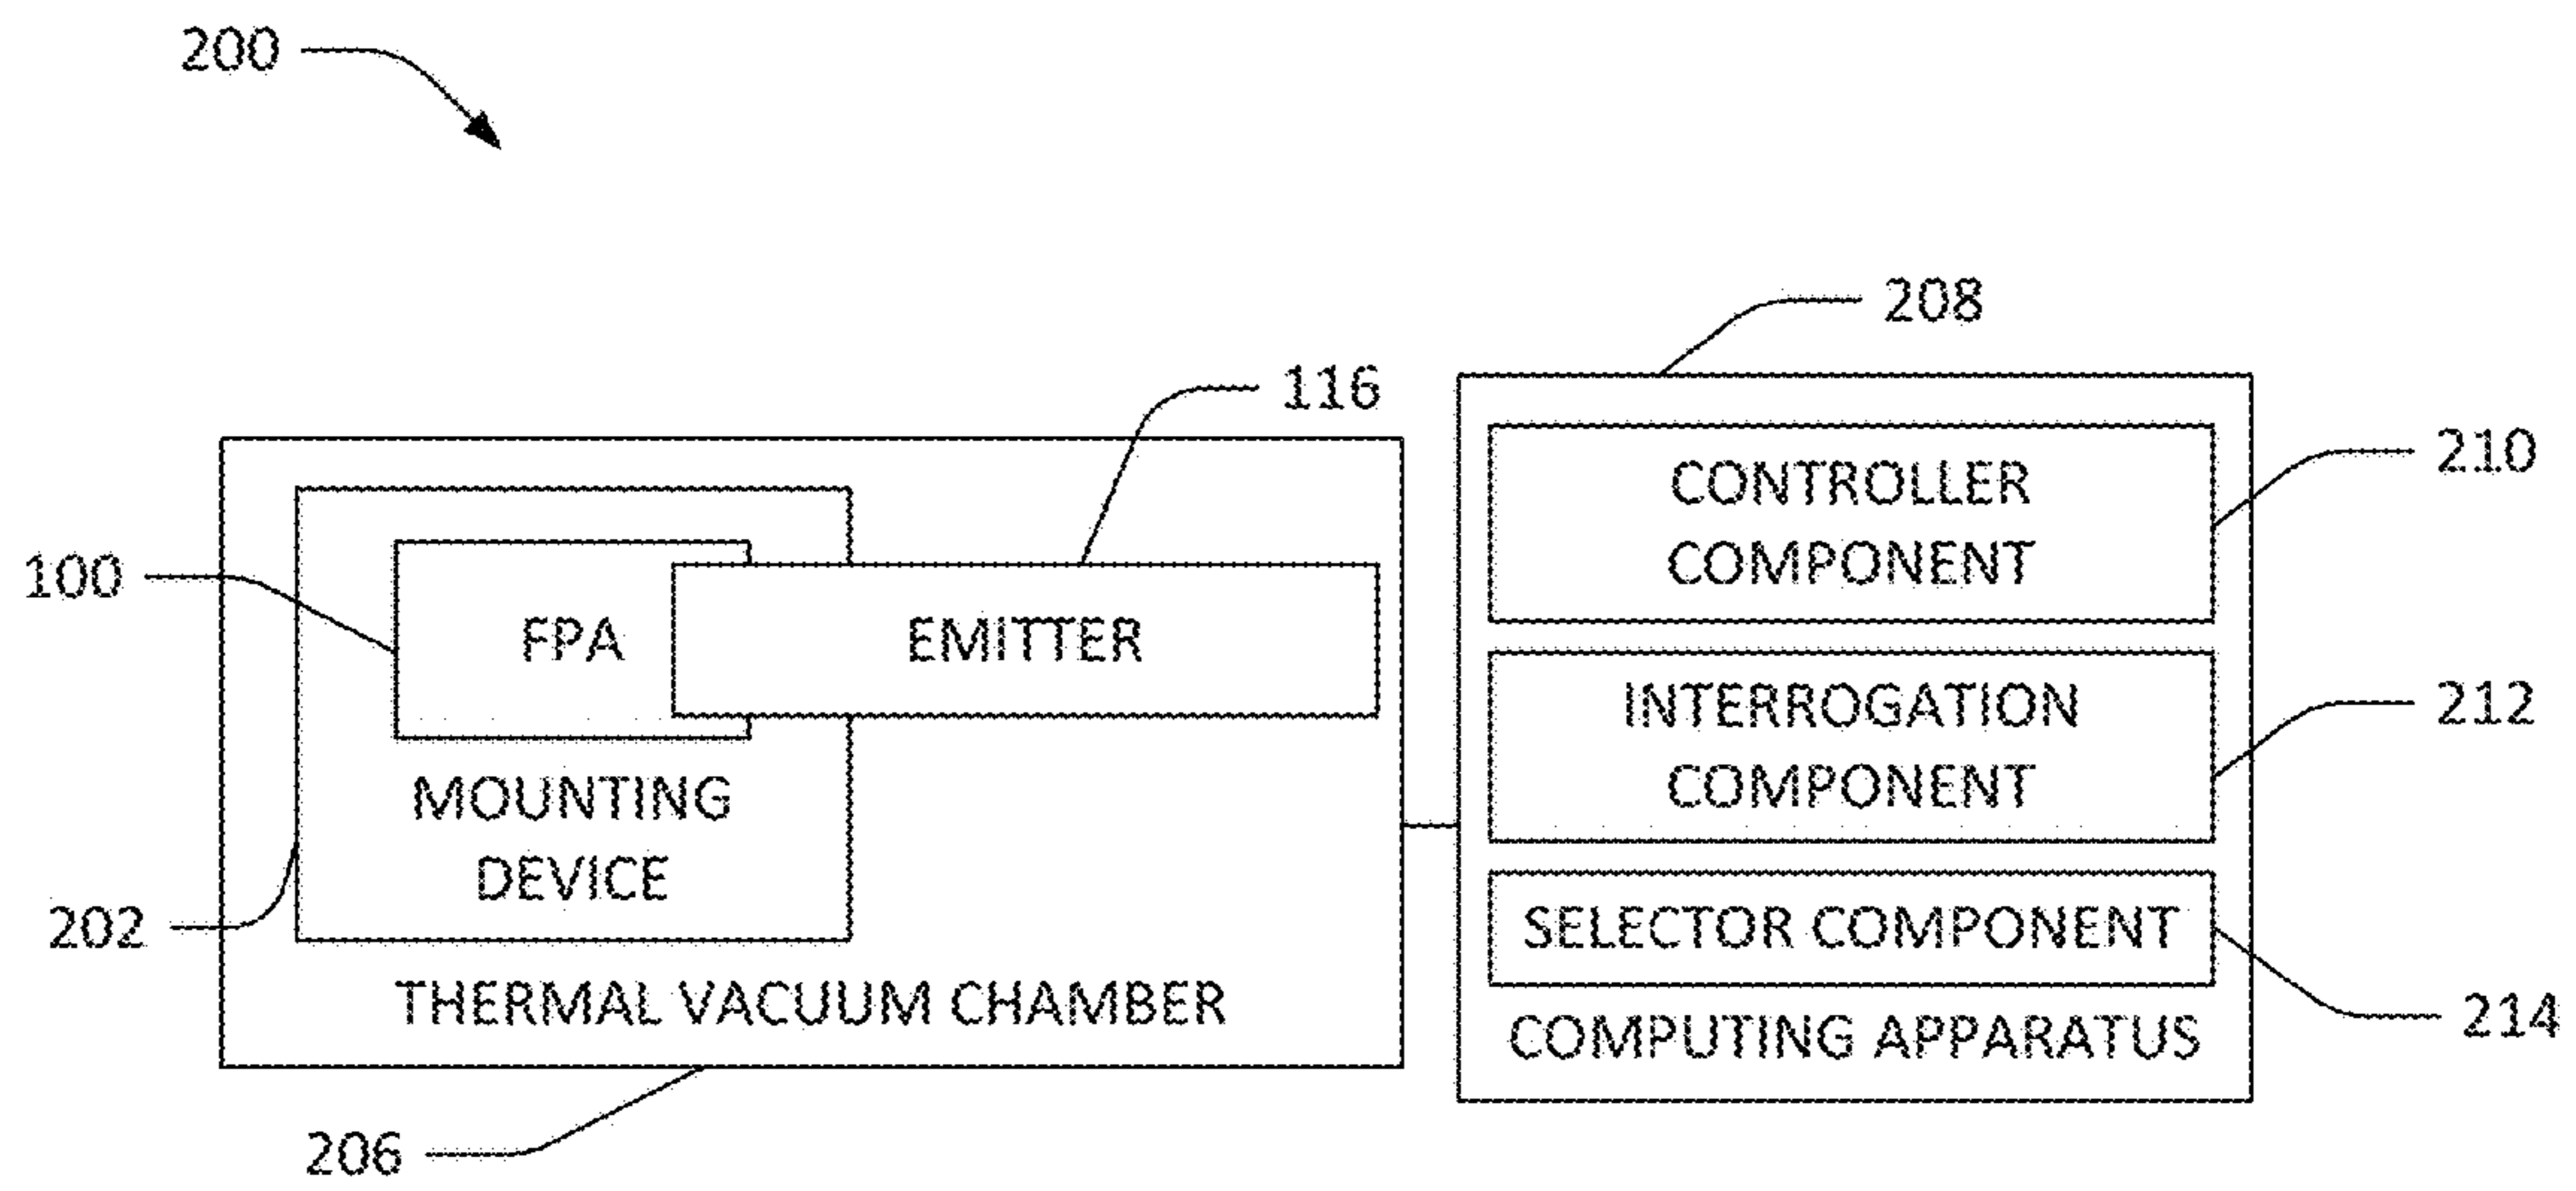 200
208
116
210
CONTROLLER
COMPONENT
100
FPA
EMITTER
212
INTERROGATION
COMPONENT
MOUNTING
DEVICE
202
SELECTOR COMPONENT
214
THERMAL VACUUM CHAMBER
COMPUTING APPARATUS
206